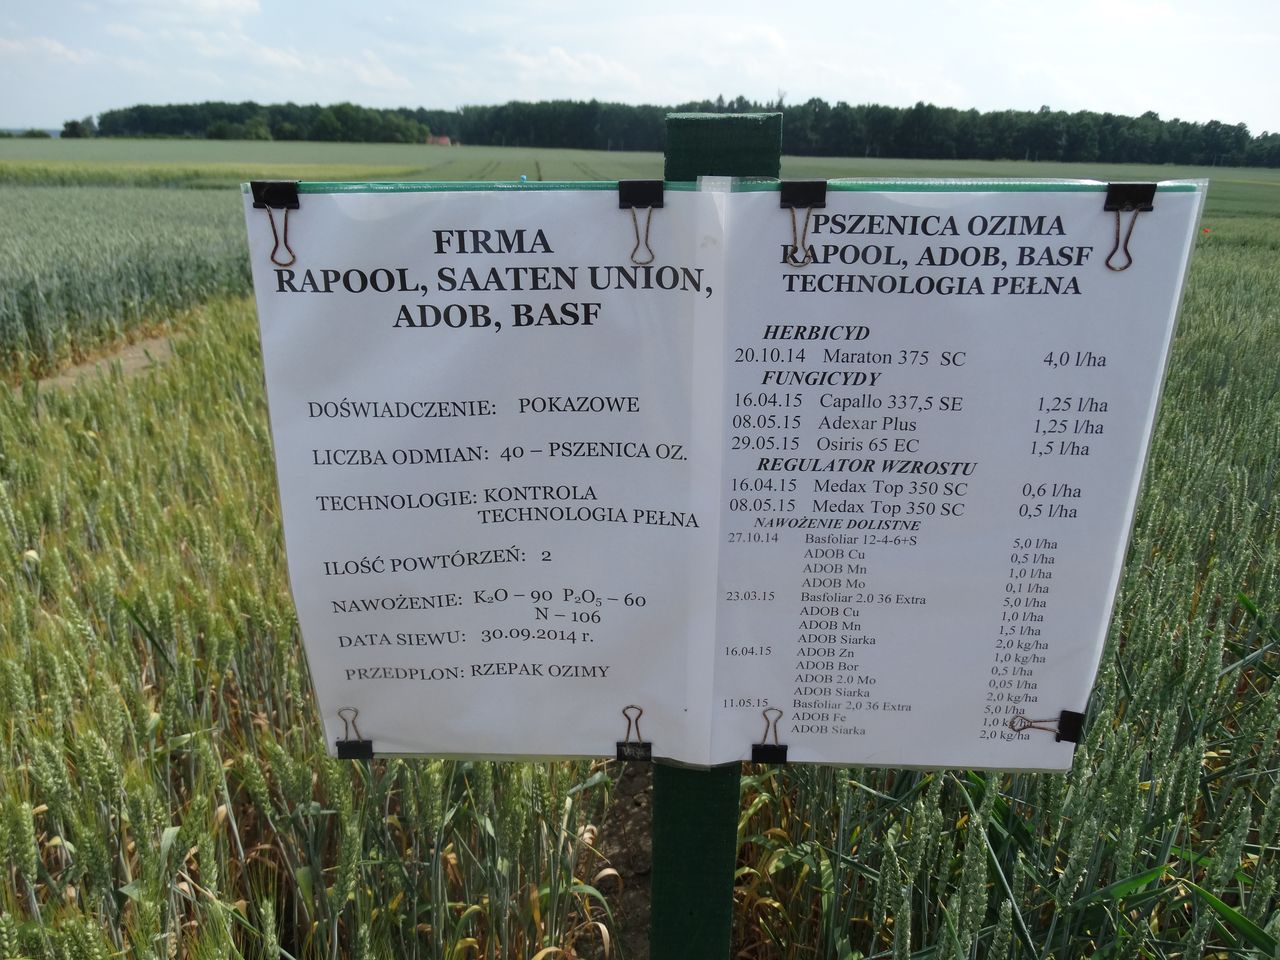 FIRMA
RAPOOL, SAATEN UNION,
ADOB, BASF
DOŚWIADCZENIE: POKAZOWE
LICZBA ODMIAN: 40 – PSZENICA OZ.
TECHNOLOGIE: KONTROLA
TECHNOLOGIA PEŁNA
ILOŚĆ POWTÓRZEŃ: 2
NAWOŻENIE: K₂O – 90 P₂O₅ – 60
N – 106
DATA SIEWU: 30.09.2014 r.
PRZEDPLON: RZEPAK OZIMY
PSZENICA OZIMA
RAPOOL, ADOB, BASF
TECHNOLOGIA PEŁNA
HERBICYD
20.10.14 Maraton 375 SC 4,0 l/ha
FUNGICYDY
16.04.15 Capallo 337,5 SE 1,25 l/ha
08.05.15 Adexar Plus 1,25 l/ha
29.05.15 Osiris 65 EC 1,5 l/ha
REGULATOR WZROSTU
16.04.15 Medax Top 350 SC 0,6 l/ha
08.05.15 Medax Top 350 SC 0,5 l/ha
NAWOŻENIE DOLISTNE
27.10.14 Basfoliar 12-4-6+S 5,0 l/ha
ADOB Cu 0,5 l/ha
ADOB Mn 1,0 l/ha
ADOB Mo 0,1 l/ha
23.03.15 Basfoliar 2.0 36 Extra 5,0 l/ha
ADOB Cu 1,0 l/ha
ADOB Mn 1,5 l/ha
ADOB Siarka 2,0 kg/ha
16.04.15 ADOB Zn 1,0 kg/ha
ADOB Bor 0,5 l/ha
ADOB 2.0 Mo 0,05 l/ha
ADOB Siarka 2,0 kg/ha
11.05.15 Basfoliar 2,0 36 Extra 5,0 l/ha
ADOB Fe 1,0 kg/ha
ADOB Siarka 2,0 kg/ha